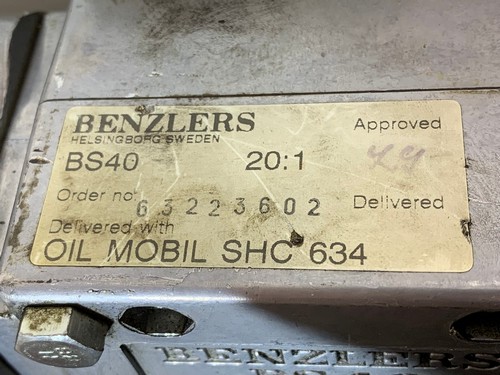 BENZLERS
HELSINGBORG SWEDEN
Approved
BS40 20:1
Order no 63223602 Delivered
Delivered with
OIL MOBIL SHC 634
BENZLERS